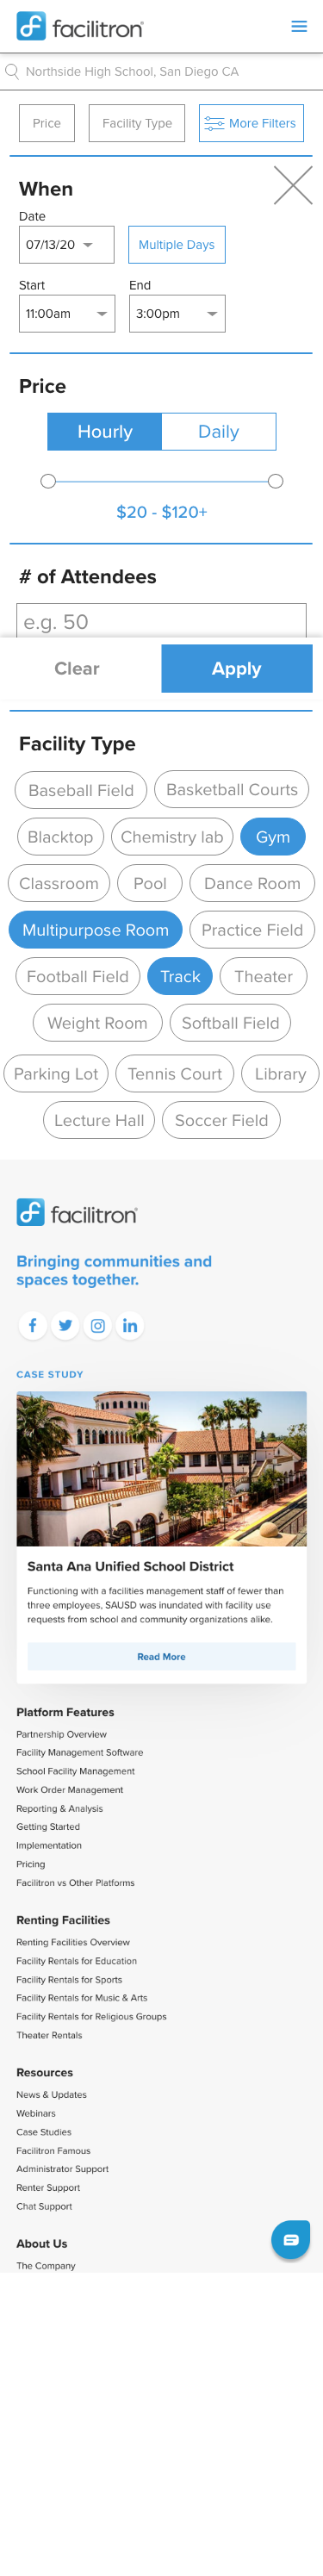 facilitron
Northside High School, San Diego CA
Price Facility Type More Filters
When
Date
07/13/20 Multiple Days
Start End
11:00am 3:00pm
Price
Hourly Daily
$20 - $120+
# of Attendees
e.g. 50
Clear Apply
Facility Type
Baseball Field Basketball Courts
Blacktop Chemistry lab Gym
Classroom Pool Dance Room
Multipurpose Room Practice Field
Football Field Track Theater
Weight Room Softball Field
Parking Lot Tennis Court Library
Lecture Hall Soccer Field
facilitron
Bringing communities and
spaces together.
CASE STUDY
Santa Ana Unified School District
Functioning with a facilities management staff of fewer than
three employees, SAUSD was inundated with facility use
requests from school and community organizations alike.
Read More
Platform Features
Partnership Overview
Facility Management Software
School Facility Management
Work Order Management
Reporting & Analysis
Getting Started
Implementation
Pricing
Facilitron vs Other Platforms
Renting Facilities
Renting Facilities Overview
Facility Rentals for Education
Facility Rentals for Sports
Facility Rentals for Music & Arts
Facility Rentals for Religious Groups
Theater Rentals
Resources
News & Updates
Webinars
Case Studies
Facilitron Famous
Administrator Support
Renter Support
Chat Support
About Us
The Company